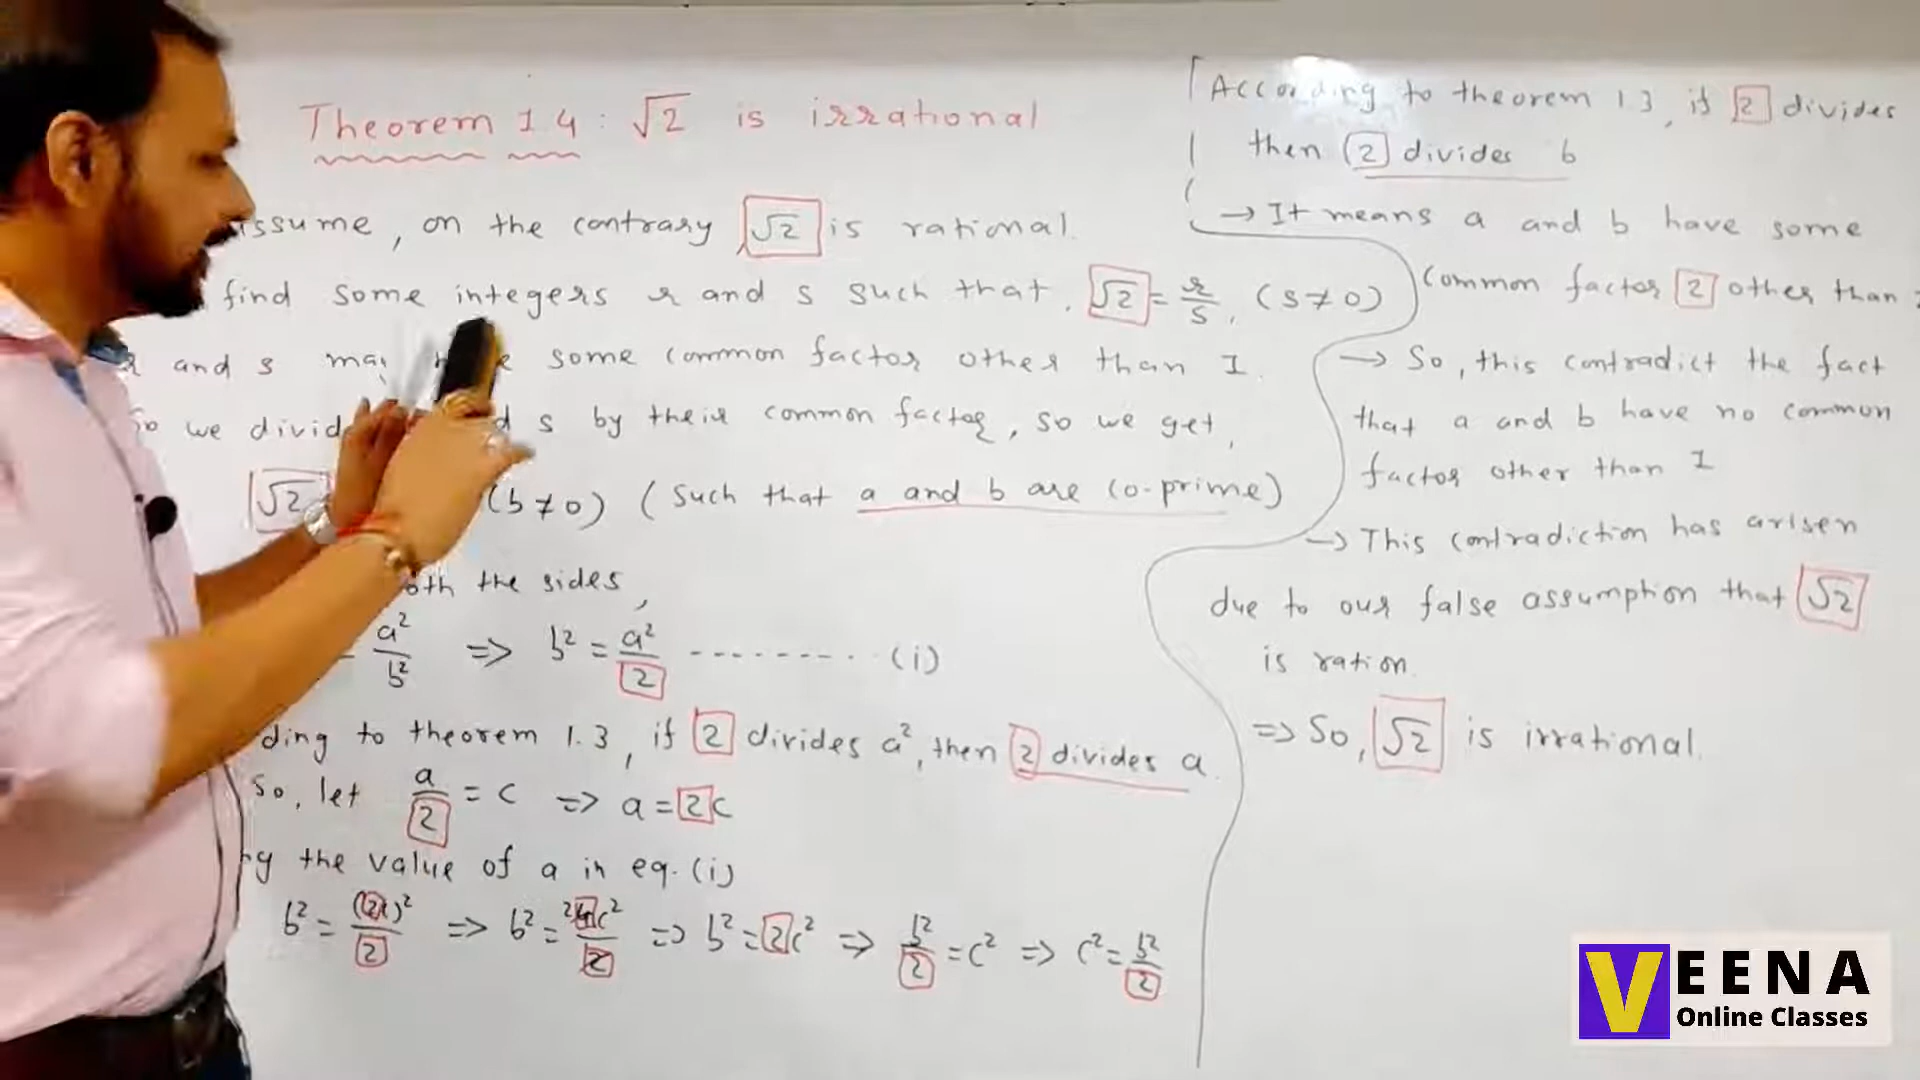 Theorem 1.4 : √2 is irrational
assume, on the contrary √2 is rational.
find some integers r and s such that, √2 = r/s, (s≠0)
r and s may some common factor other than 1.
So we divide s by their common factor, so we get,
√2 (b≠0) (such that a and b are co-prime)
both the sides,
= a²/b² => b² = a²/2 --------- (i)
ding to theorem 1.3, if 2 divides a², then 2 divides a.
So, let a/2 = c => a = 2c
the value of a in eq. (i)
b² = (2c)²/2 => b² = 4c²/2 => b² = 2c² => b²/2 = c² => c² = b²/2
According to theorem 1.3, if 2 divides
then 2 divides b
→ It means a and b have some
common factor 2 other than
→ So, this contradict the fact
that a and b have no common
factor other than 1
→ This contradiction has arisen
due to our false assumption that √2
is ration.
=> So, √2 is irrational.
VEENA
Online Classes